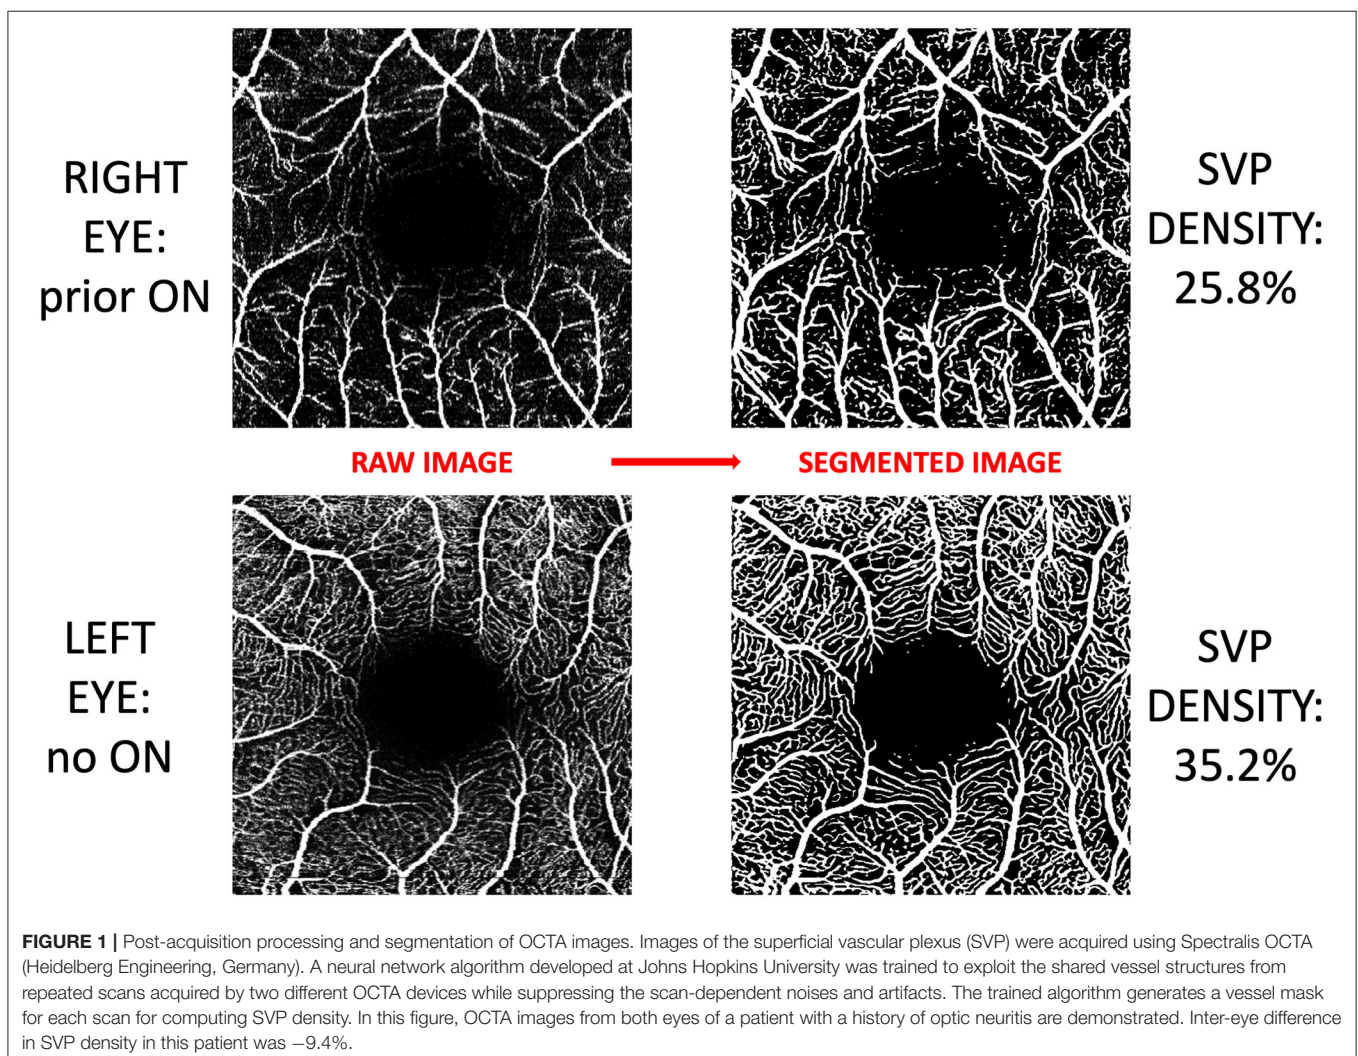 RIGHT
EYE:
prior ON
SVP
DENSITY:
25.8%
RAW IMAGE
SEGMENTED IMAGE
LEFT
EYE:
no ON
SVP
DENSITY:
35.2%
FIGURE 1 | Post-acquisition processing and segmentation of OCTA images. Images of the superficial vascular plexus (SVP) were acquired using Spectralis OCTA
(Heidelberg Engineering, Germany). A neural network algorithm developed at Johns Hopkins University was trained to exploit the shared vessel structures from
repeated scans acquired by two different OCTA devices while suppressing the scan-dependent noises and artifacts. The trained algorithm generates a vessel mask
for each scan for computing SVP density. In this figure, OCTA images from both eyes of a patient with a history of optic neuritis are demonstrated. Inter-eye difference
in SVP density in this patient was −9.4%.